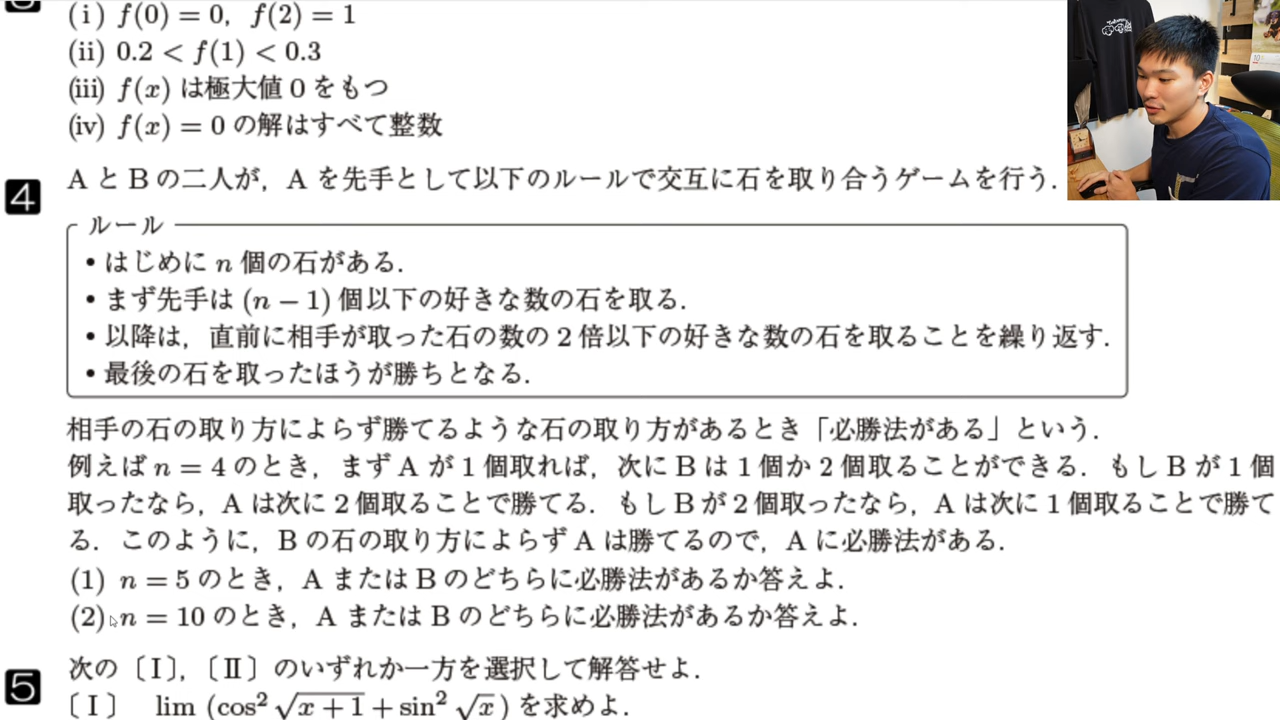 (i) f(0) = 0, f(2) = 1
(ii) 0.2 < f(1) < 0.3
(iii) f(x) は極大値 0 をもつ
(iv) f(x) = 0 の解はすべて整数
4 A と B の二人が, A を先手として以下のルールで交互に石を取り合うゲームを行う.
ルール
• はじめに n 個の石がある.
• まず先手は (n − 1) 個以下の好きな数の石を取る.
• 以降は, 直前に相手が取った石の数の 2 倍以下の好きな数の石を取ることを繰り返す.
• 最後の石を取ったほうが勝ちとなる.
相手の石の取り方によらず勝てるような石の取り方があるとき「必勝法がある」という.
例えば n = 4 のとき, まず A が 1 個取れば, 次に B は 1 個か 2 個取ることができる. もし B が 1 個
取ったなら, A は次に 2 個取ることで勝てる. もし B が 2 個取ったなら, A は次に 1 個取ることで勝て
る. このように, B の石の取り方によらず A は勝てるので, A に必勝法がある.
(1) n = 5 のとき, A または B のどちらに必勝法があるか答えよ.
(2) n = 10 のとき, A または B のどちらに必勝法があるか答えよ.
5 次の〔I〕,〔II〕のいずれか一方を選択して解答せよ.
〔I〕 lim (cos² √x + 1 + sin² √x) を求めよ.